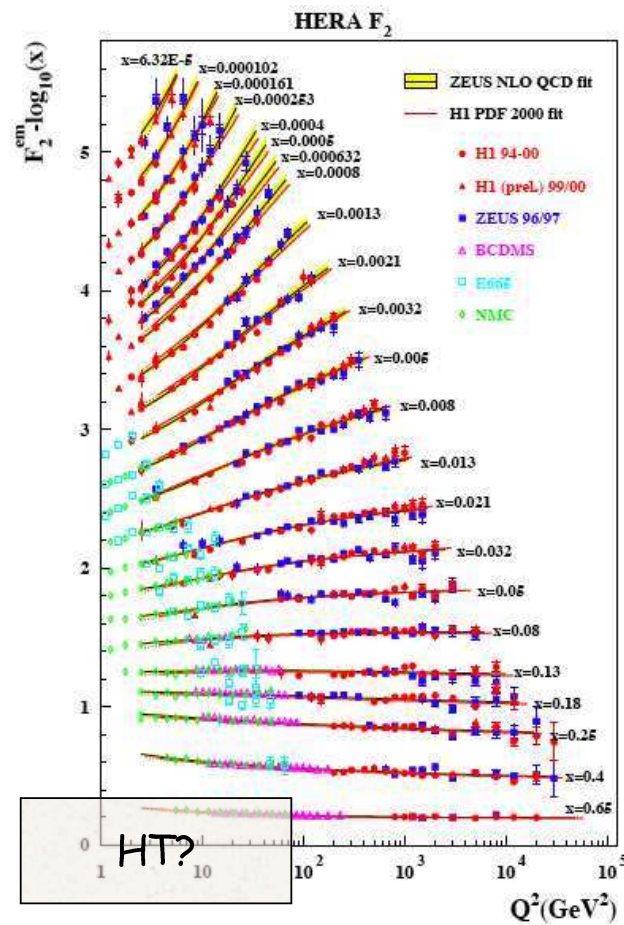 HERA F₂
F₂ᵉᵐ-log₁₀(x)
x=6.32E-5
x=0.000102
x=0.000161
x=0.000253
x=0.0004
x=0.0005
x=0.000632
x=0.0008
x=0.0013
x=0.0021
x=0.0032
x=0.005
x=0.008
x=0.013
x=0.021
x=0.032
x=0.05
x=0.08
x=0.13
x=0.18
x=0.25
x=0.4
x=0.65
ZEUS NLO QCD fit
H1 PDF 2000 fit
H1 94-00
H1 (prel.) 99/00
ZEUS 96/97
BCDMS
E665
NMC
5
4
3
2
1
0
HT?
1 10 10² 10³ 10⁴ 10⁵
Q²(GeV²)